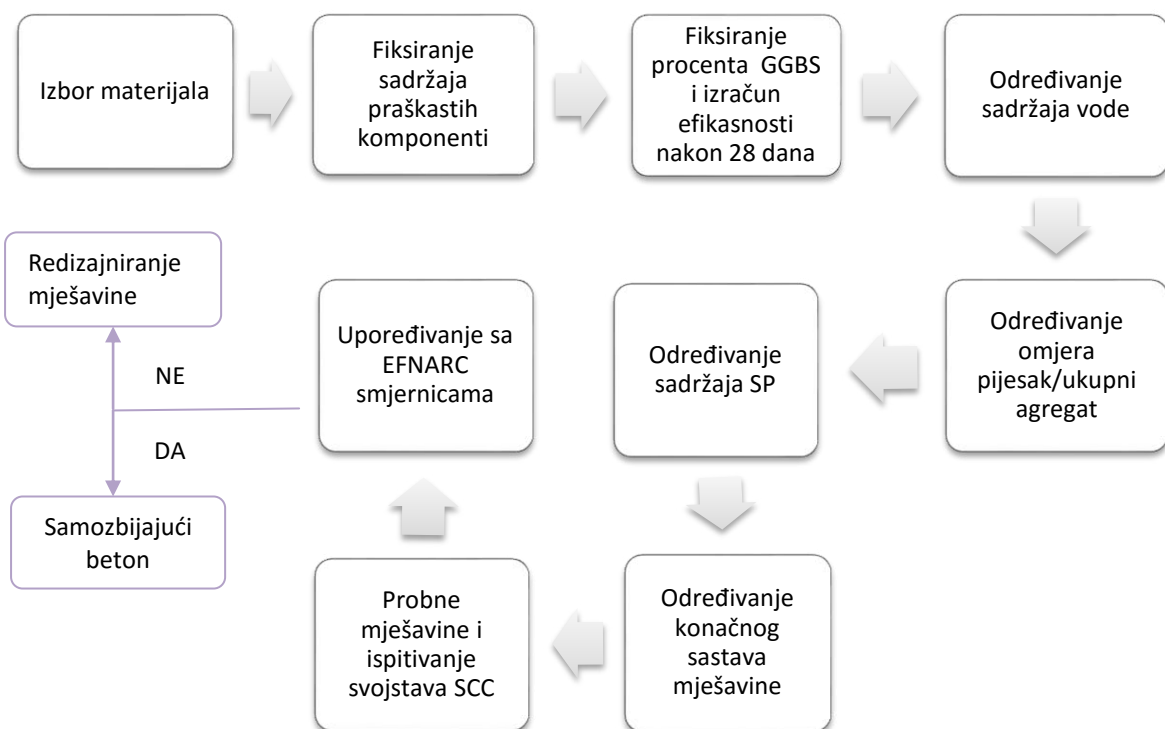 Izbor materijala
Fiksiranje
sadržaja
praškastih
komponenti
Fiksiranje
procenta GGBS
i izračun
efikasnosti
nakon 28 dana
Određivanje
sadržaja vode
Određivanje
omjera
pijesak/ukupni
agregat
Određivanje
sadržaja SP
Određivanje
konačnog
sastava
mješavine
Probne
mješavine i
ispitivanje
svojstava SCC
Upoređivanje sa
EFNARC
smjernicama
NE
Redizajniranje
mješavine
DA
Samozbijajući
beton